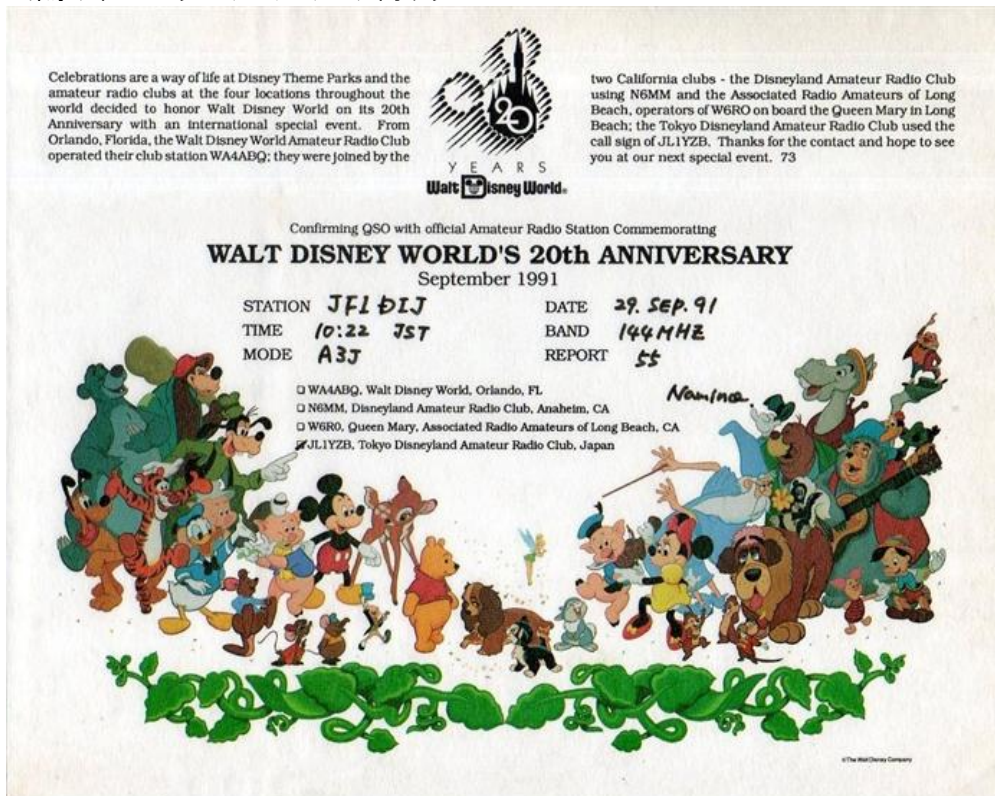 Celebrations are a way of life at Disney Theme Parks and the
amateur radio clubs at the four locations throughout the
world decided to honor Walt Disney World on its 20th
Anniversary with an international special event. From
Orlando, Florida, the Walt Disney World Amateur Radio Club
operated their club station WA4ABQ; they were joined by the
20
YEARS
Walt Disney World®
two California clubs - the Disneyland Amateur Radio Club
using N6MM and the Associated Radio Amateurs of Long
Beach, operators of W6RO on board the Queen Mary in Long
Beach; the Tokyo Disneyland Amateur Radio Club used the
call sign of JL1YZB. Thanks for the contact and hope to see
you at our next special event. 73
Confirming QSO with official Amateur Radio Station Commemorating
WALT DISNEY WORLD'S 20th ANNIVERSARY
September 1991
STATION JF1DIJ DATE 29. SEP. 91
TIME 10:22 JST BAND 144MHZ
MODE A3J REPORT 55
WA4ABQ, Walt Disney World, Orlando, FL
N6MM, Disneyland Amateur Radio Club, Anaheim, CA
W6RO, Queen Mary, Associated Radio Amateurs of Long Beach, CA
JL1YZB, Tokyo Disneyland Amateur Radio Club, Japan
©The Walt Disney Company